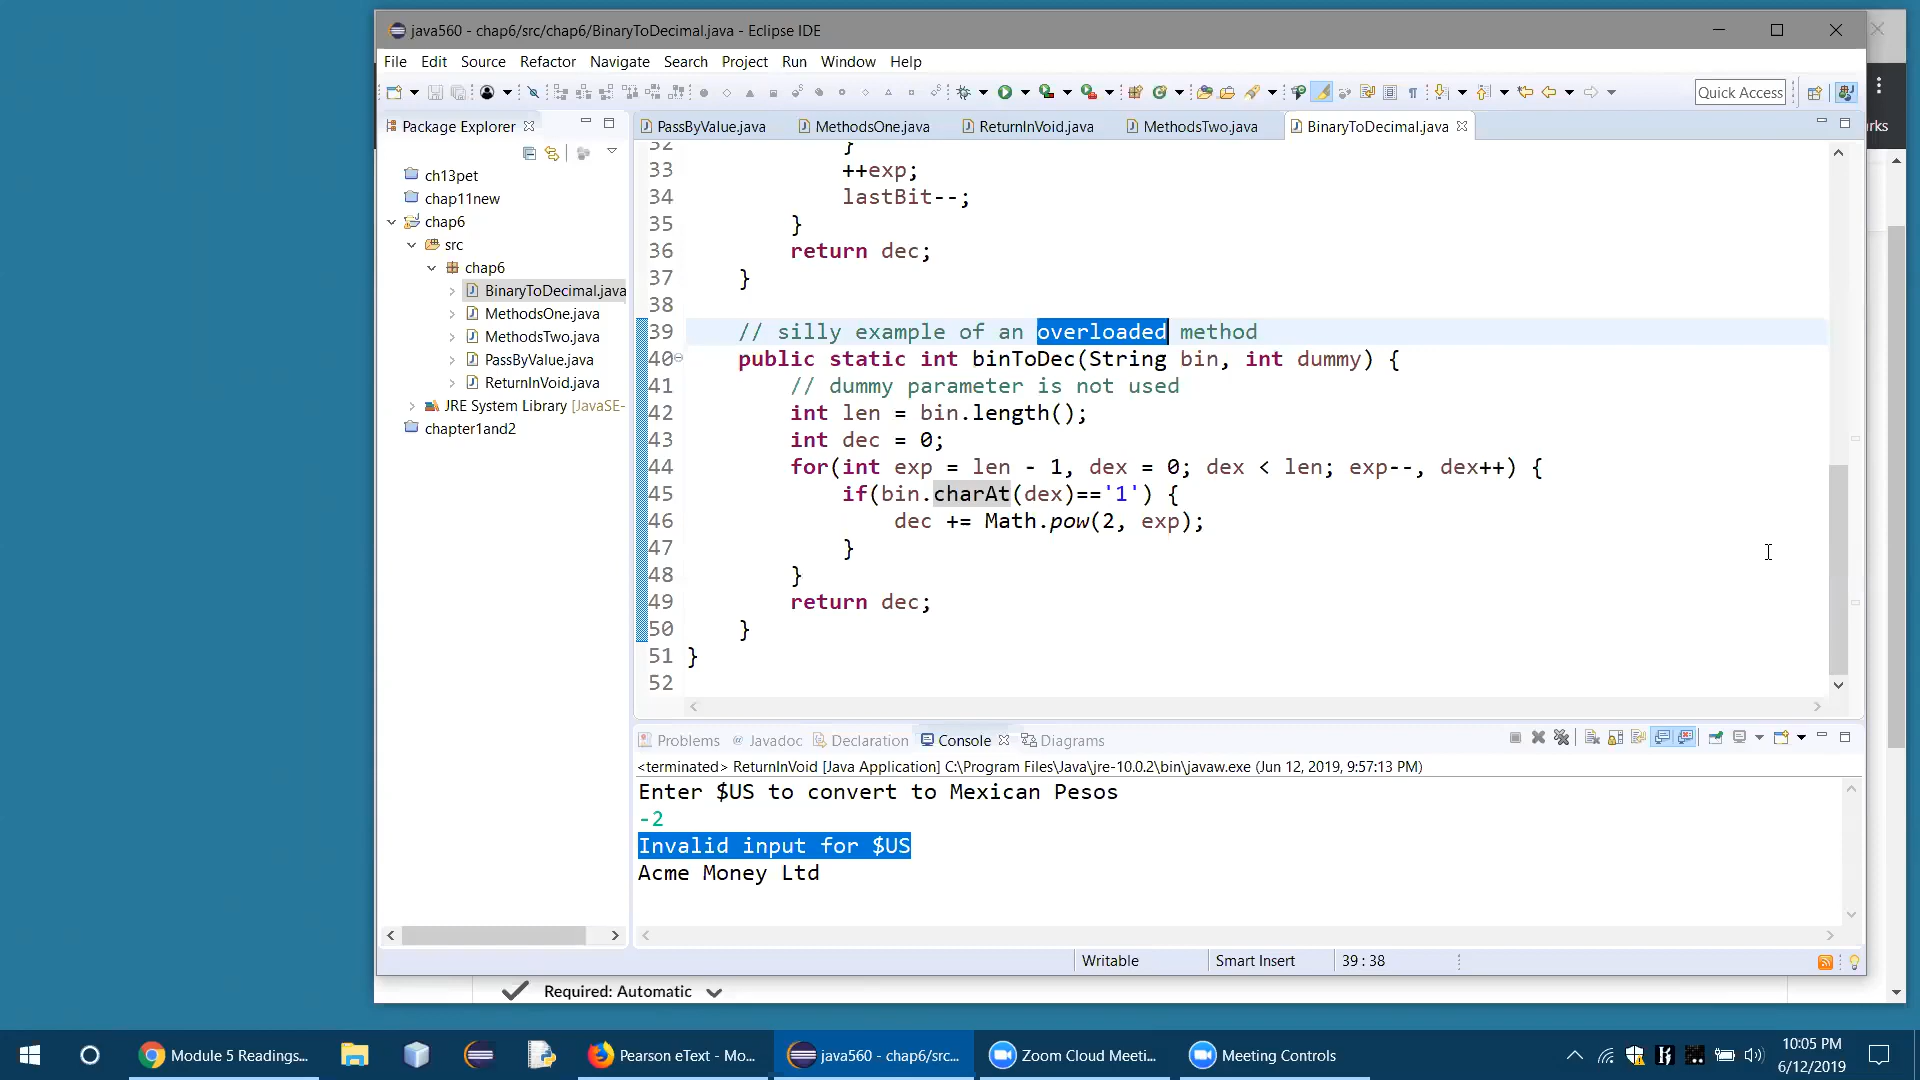 java560 - chap6/src/chap6/BinaryToDecimal.java - Eclipse IDE
File Edit Source Refactor Navigate Search Project Run Window Help
Quick Access
Package Explorer
PassByValue.java MethodsOne.java ReturnInVoid.java MethodsTwo.java BinaryToDecimal.java
rks
ch13pet
chap11new
chap6
src
chap6
BinaryToDecimal.java
MethodsOne.java
MethodsTwo.java
PassByValue.java
ReturnInVoid.java
JRE System Library [JavaSE-
chapter1and2
32 }
33 ++exp;
34 lastBit--;
35 }
36 return dec;
37 }
38
39 // silly example of an overloaded method
40 public static int binToDec(String bin, int dummy) {
41 // dummy parameter is not used
42 int len = bin.length();
43 int dec = 0;
44 for(int exp = len - 1, dex = 0; dex < len; exp--, dex++) {
45 if(bin.charAt(dex)=='1') {
46 dec += Math.pow(2, exp);
47 }
48 }
49 return dec;
50 }
51 }
52
Problems @ Javadoc Declaration Console Diagrams
<terminated> ReturnInVoid [Java Application] C:\Program Files\Java\jre-10.0.2\bin\javaw.exe (Jun 12, 2019, 9:57:13 PM)
Enter $US to convert to Mexican Pesos
-2
Invalid input for $US
Acme Money Ltd
Writable Smart Insert 39 : 38
Required: Automatic
Module 5 Readings... Pearson eText - Mo... java560 - chap6/src... Zoom Cloud Meeti... Meeting Controls
10:05 PM
6/12/2019